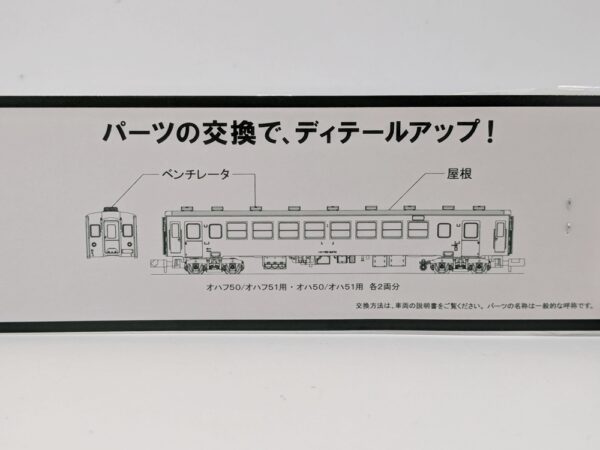 パーツの交換で、ディテールアップ！
ベンチレータ
屋根
オハフ50/オハフ51用・オハ50/オハ51用 各2両分
交換方法は、車両の説明書をご覧ください。パーツの名称は一般的な呼称です。